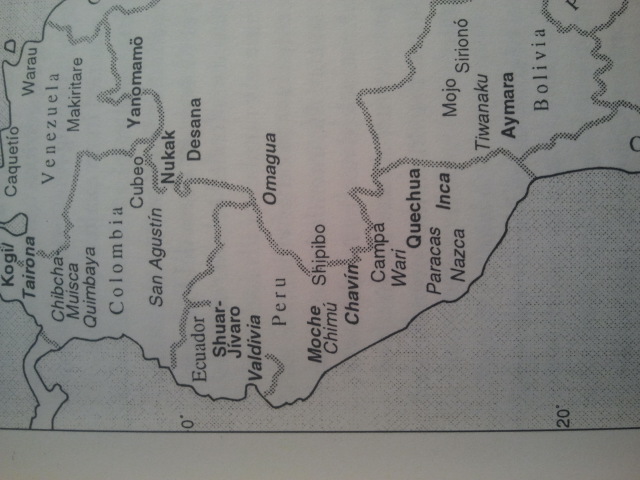 Kogi/
Tairona
Caquetío
Warau
Venezuela
Chibcha-
Muisca
Makiritare
Quimbaya
Colombia
Cubeo
Yanomamö
San Agustín
Nukak
0°
Ecuador
Desana
Shuar-
Jívaro
Valdivia
Omagua
Peru
Moche
Shipibo
Chimú
Chavín
Campa
Wari
Quechua
Paracas
Inca
Mojo
Nazca
Sirionó
Tiwanaku
Aymara
Bolivia
20°